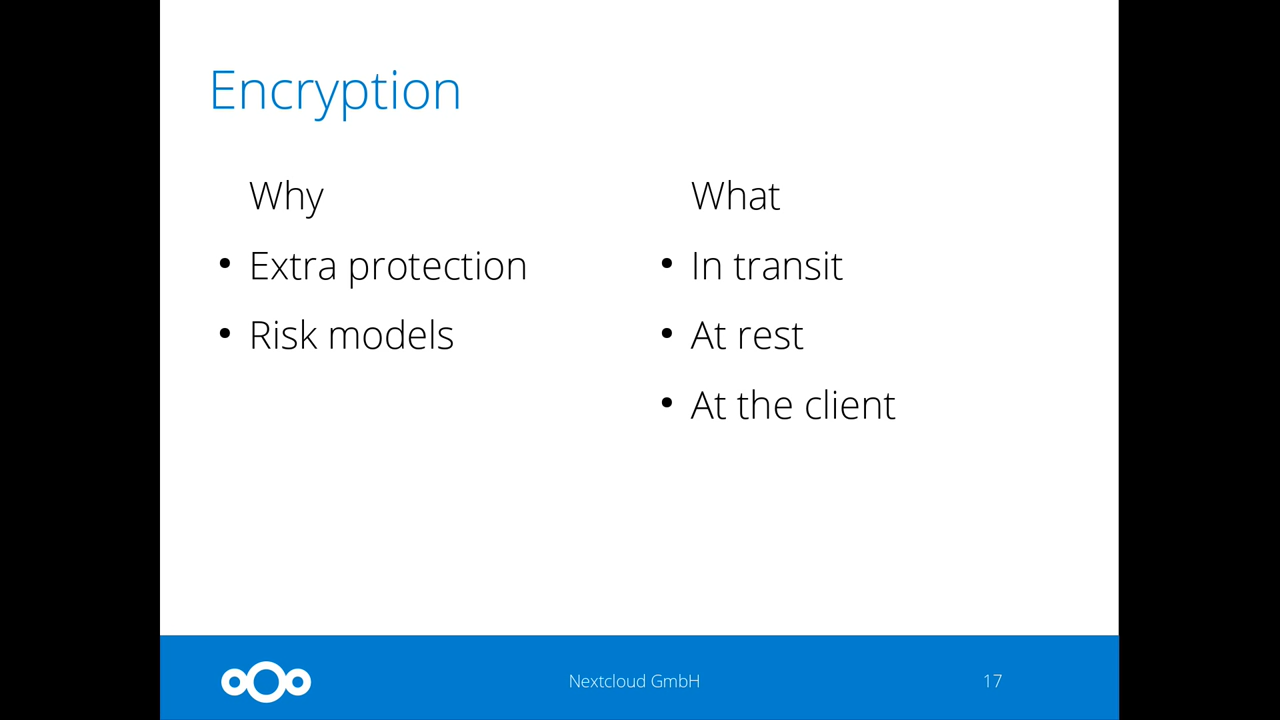 Encryption
Why
• Extra protection
• Risk models
What
• In transit
• At rest
• At the client
Nextcloud GmbH
17